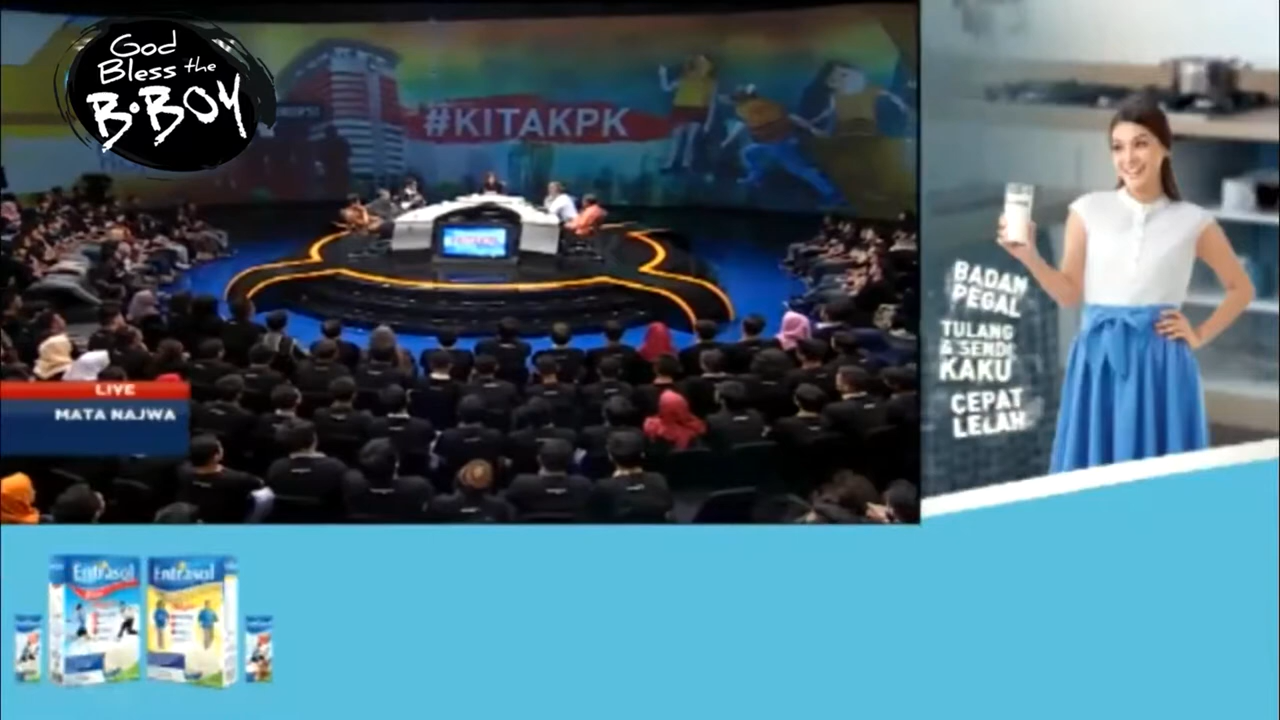 God
Bless the
B•BOY
#KITAKPK
LIVE
MATA NAJWA
BADAN
PEGAL
TULANG
& SENDI
KAKU
CEPAT
LELAH
Entrasol
Entrasol